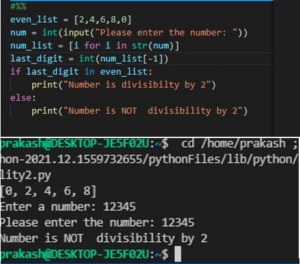 #%%
even_list = [2,4,6,8,0]
num = int(input("Please enter the number: "))
num_list = [i for i in str(num)]
last_digit = int(num_list[-1])
if last_digit in even_list:
    print("Number is divisibilty by 2")
else:
    print("Number is NOT  divisibily by 2")
prakash@DESKTOP-JE5F02U:~$  cd /home/prakash ;
hon-2021.12.1559732655/pythonFiles/lib/python/
lity2.py
[0, 2, 4, 6, 8]
Enter a number: 12345
Please enter the number: 12345
Number is NOT  divisibily by 2
prakash@DESKTOP-JE5F02U:~$